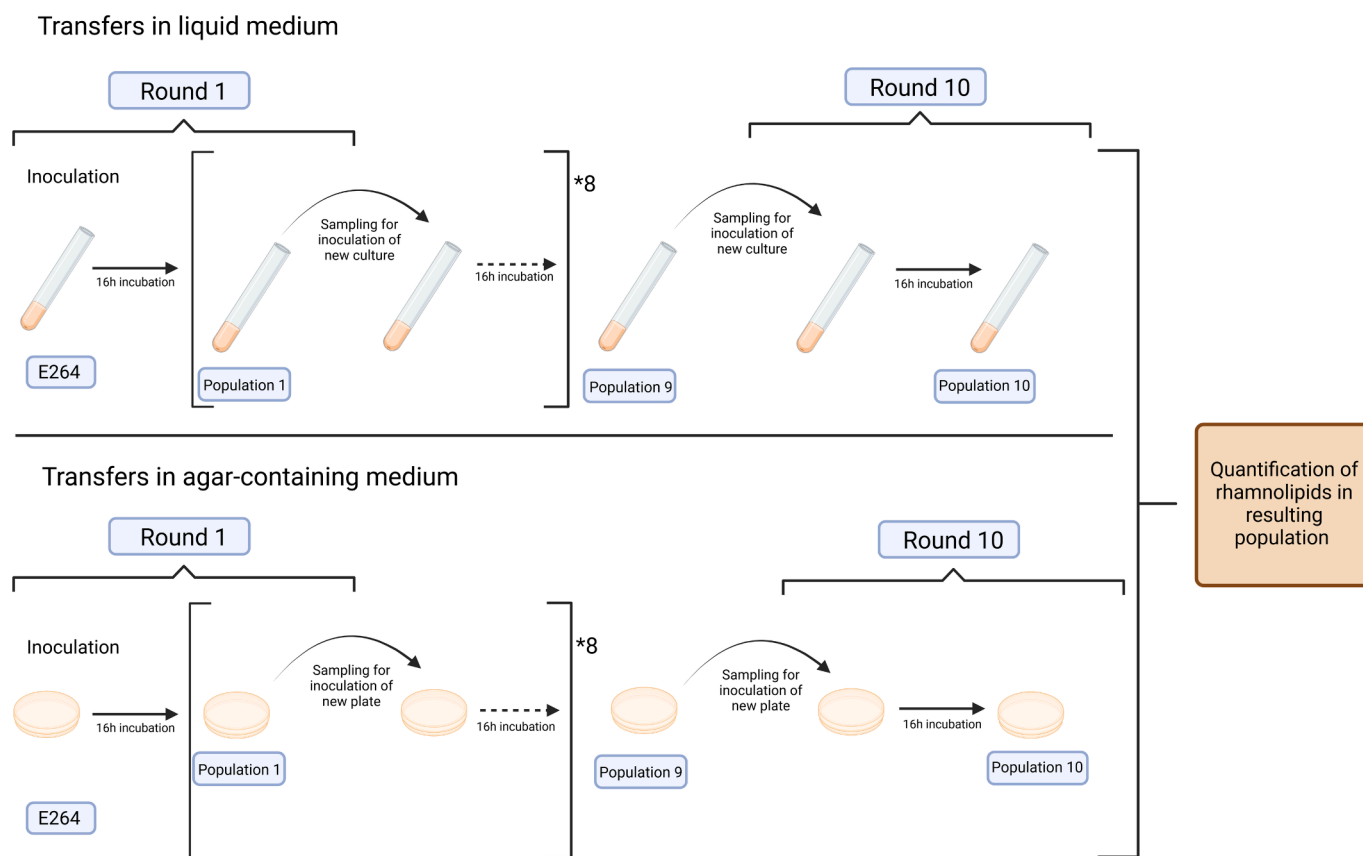 Transfers in liquid medium
Round 1
Round 10
Inoculation
*8
Sampling for
inoculation of
new culture
Sampling for
inoculation of
new culture
16h incubation
16h incubation
16h incubation
E264
Population 1
Population 9
Population 10
Transfers in agar-containing medium
Round 1
Round 10
Inoculation
*8
Sampling for
inoculation of
new plate
Sampling for
inoculation of
new plate
16h incubation
16h incubation
16h incubation
Population 1
Population 9
Population 10
E264
Quantification of
rhamnolipids in
resulting
population